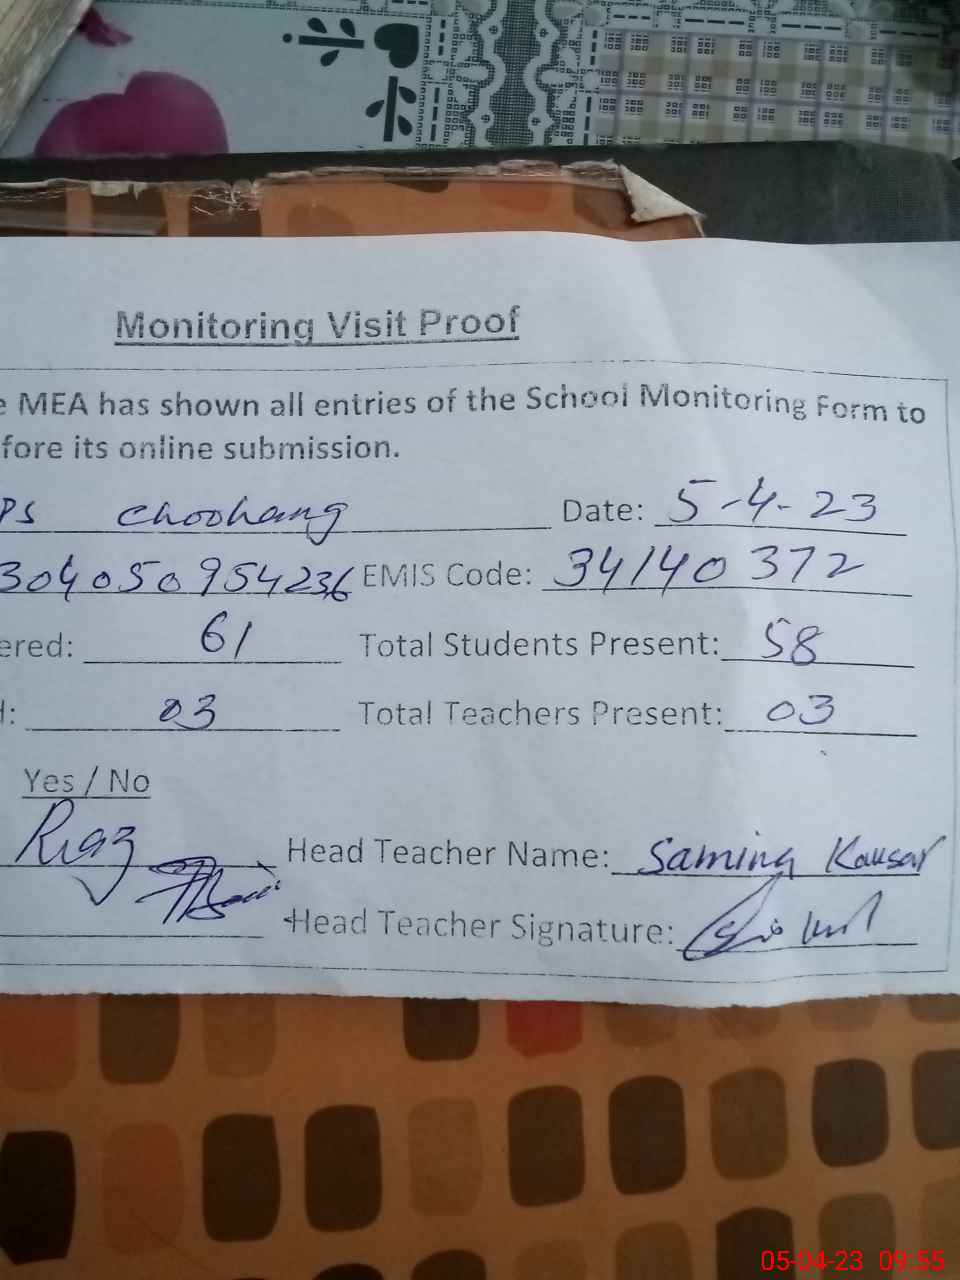 Monitoring Visit Proof
e MEA has shown all entries of the School Monitoring Form to
fore its online submission.
PS Choohang Date: 5-4-23
304050954236 EMIS Code: 34140372
ered: 61 Total Students Present: 58
d: 03 Total Teachers Present: 03
Yes / No
Riaz Head Teacher Name: Samina Kausar
Head Teacher Signature:
05-04-23 09:55